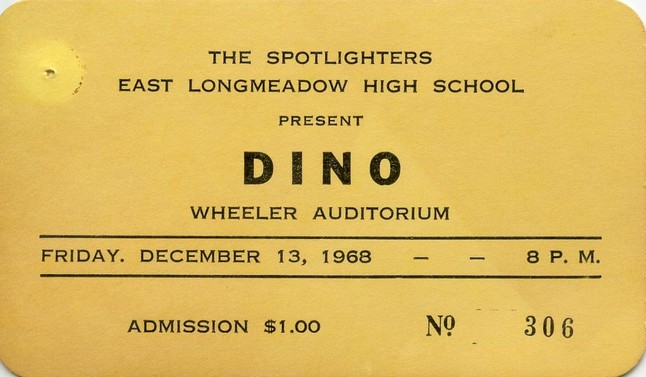 THE SPOTLIGHTERS
EAST LONGMEADOW HIGH SCHOOL
PRESENT
DINO
WHEELER AUDITORIUM
FRIDAY. DECEMBER 13, 1968 — — 8 P. M.
ADMISSION $1.00 Nº 306